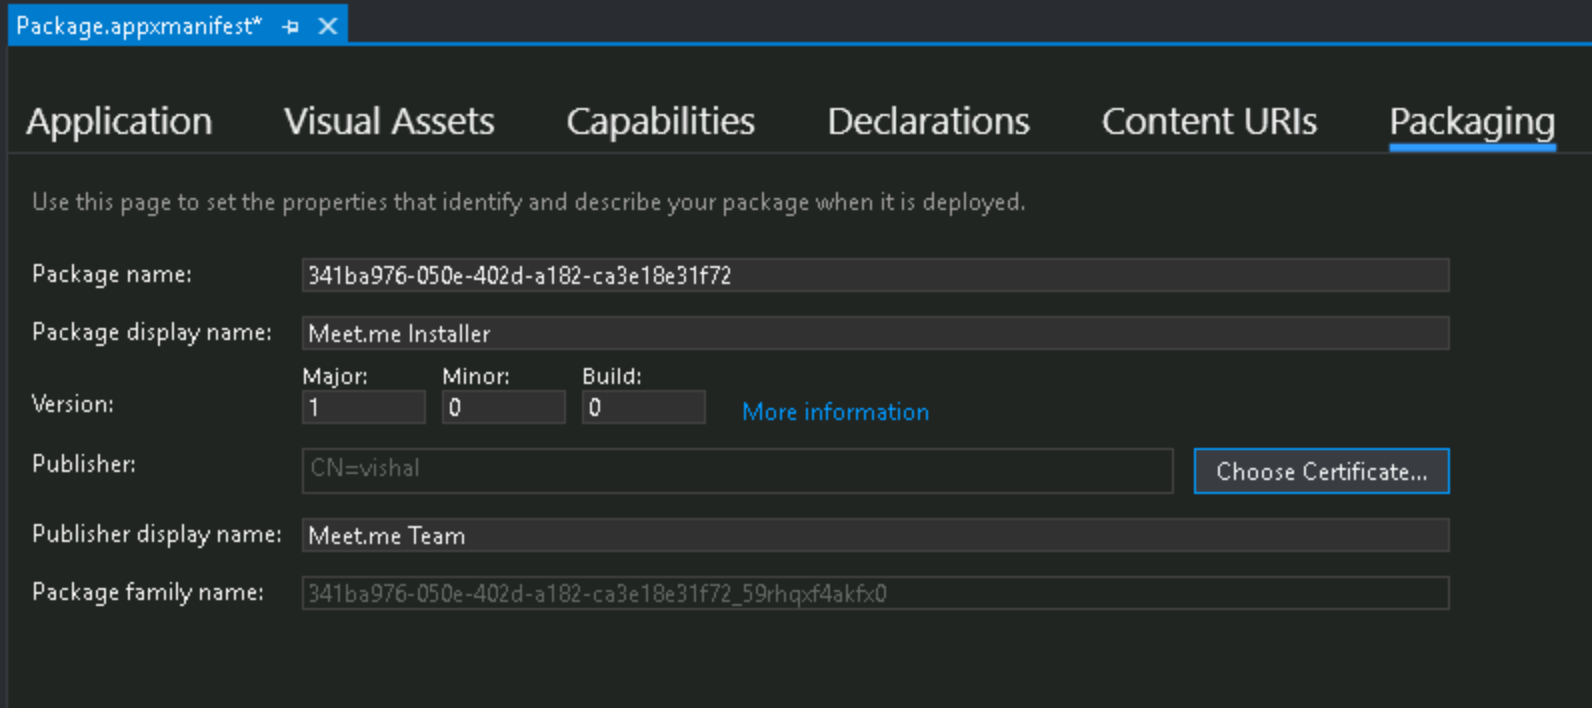 Package.appxmanifest*
Application Visual Assets Capabilities Declarations Content URIs Packaging
Use this page to set the properties that identify and describe your package when it is deployed.
Package name: 341ba976-050e-402d-a182-ca3e18e31f72
Package display name: Meet.me Installer
Major: Minor: Build:
Version: 1 0 0 More information
Publisher: CN=vishal Choose Certificate...
Publisher display name: Meet.me Team
Package family name: 341ba976-050e-402d-a182-ca3e18e31f72_59rhqxf4akfx0